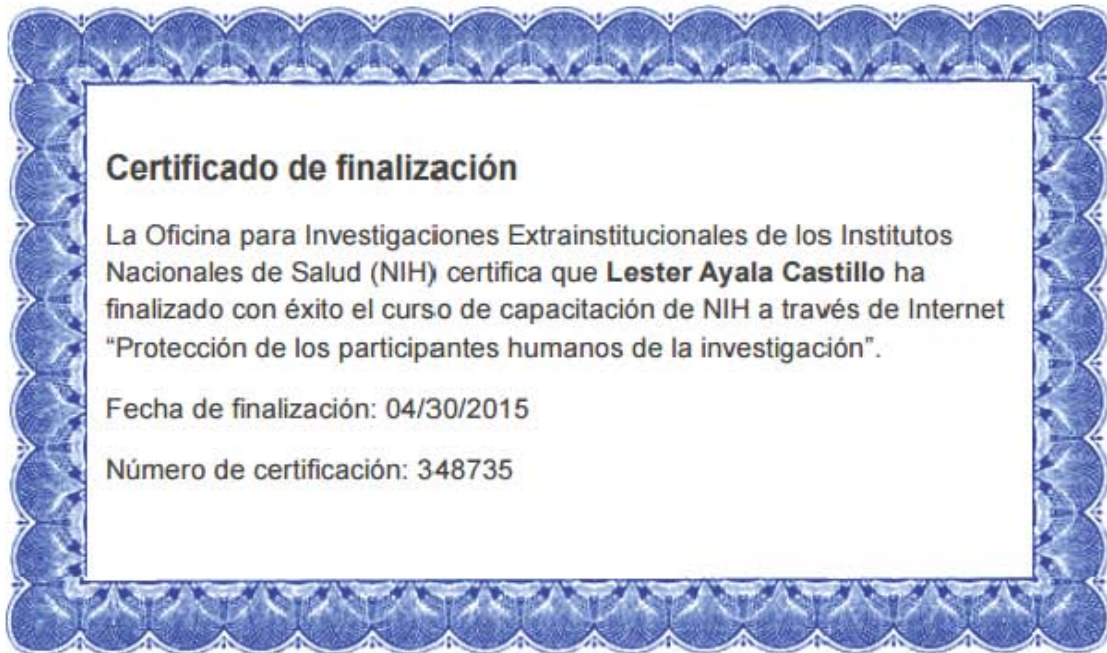 Certificado de finalización
La Oficina para Investigaciones Extrainstitucionales de los Institutos
Nacionales de Salud (NIH) certifica que Lester Ayala Castillo ha
finalizado con éxito el curso de capacitación de NIH a través de Internet
“Protección de los participantes humanos de la investigación”.
Fecha de finalización: 04/30/2015
Número de certificación: 348735